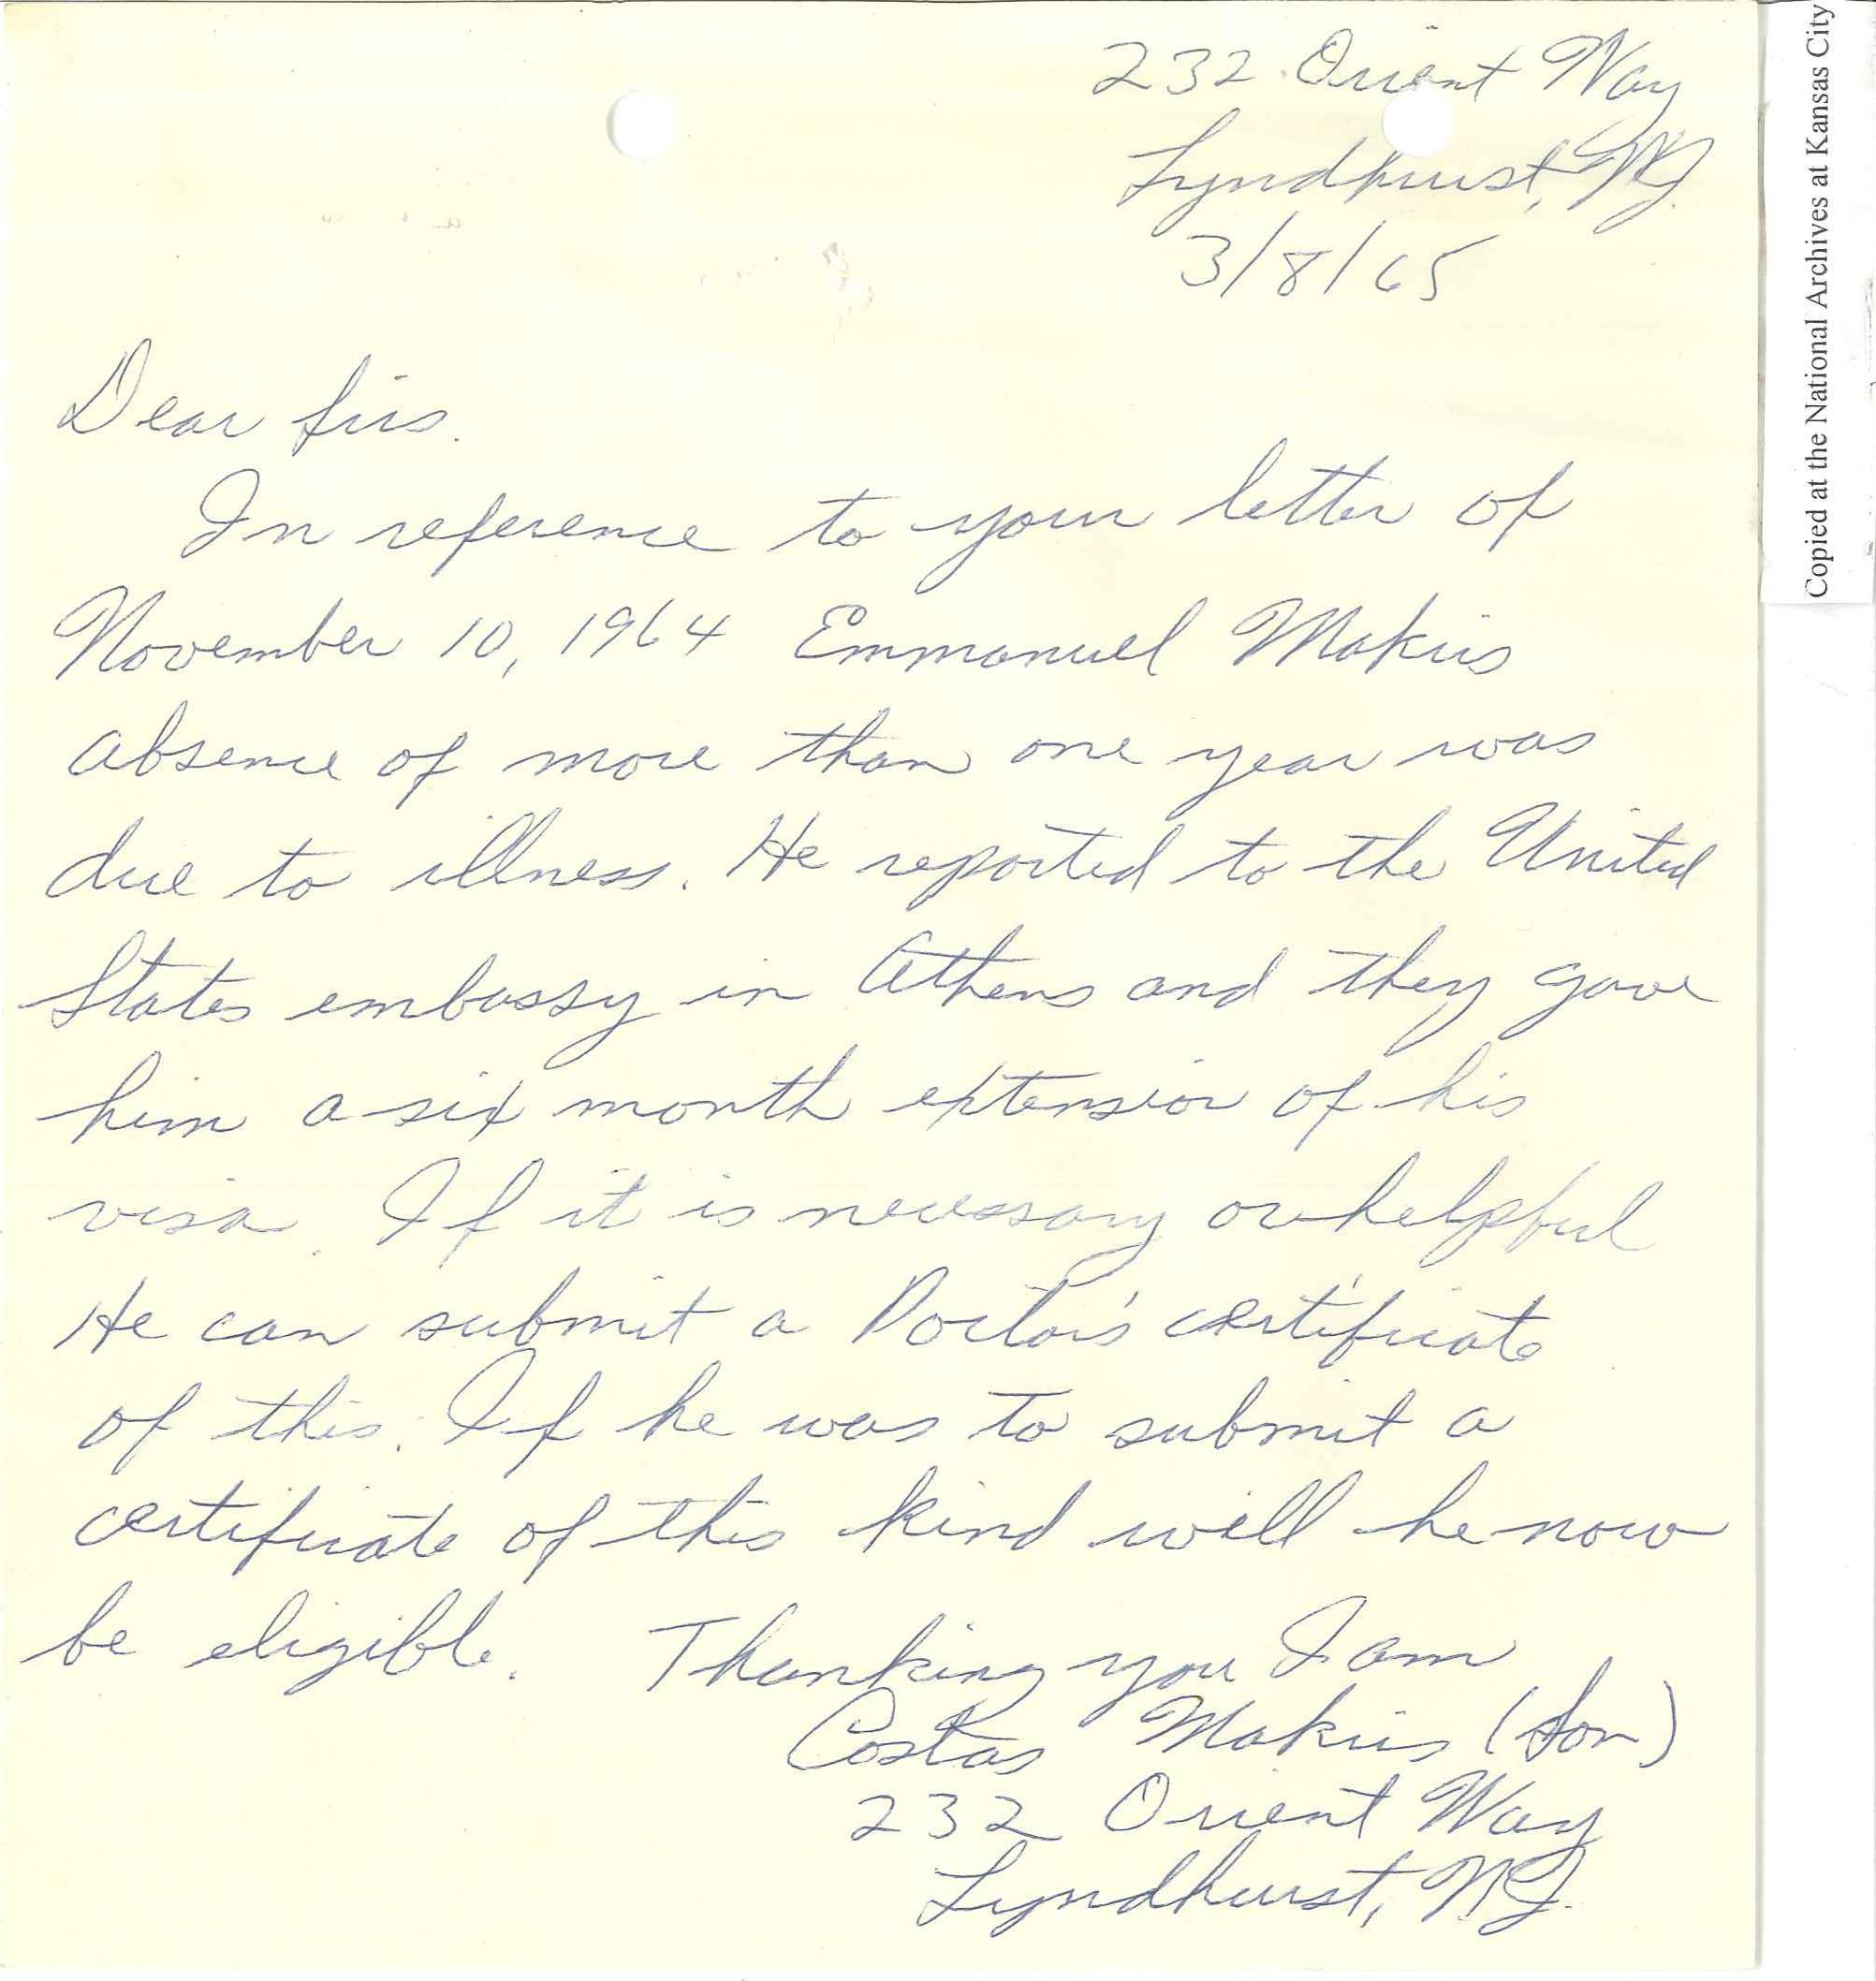 232 Orient Way
Lyndhurst, NJ.
3/8/65
Dear Sirs.
In reference to your letter of
November 10, 1964 Emmanuel Makris
absence of more than one year was
due to illness. He reported to the United
States embassy in Athens and they gave
him a six month extension of his
visa. If it is necessary or helpful
He can submit a Doctor's certificate
of this. If he was to submit a
certificate of this kind will he now
be eligible. Thanking you I am
Costas Makris (Son)
232 Orient Way
Lyndhurst, NJ.
Copied at the National Archives at Kansas City